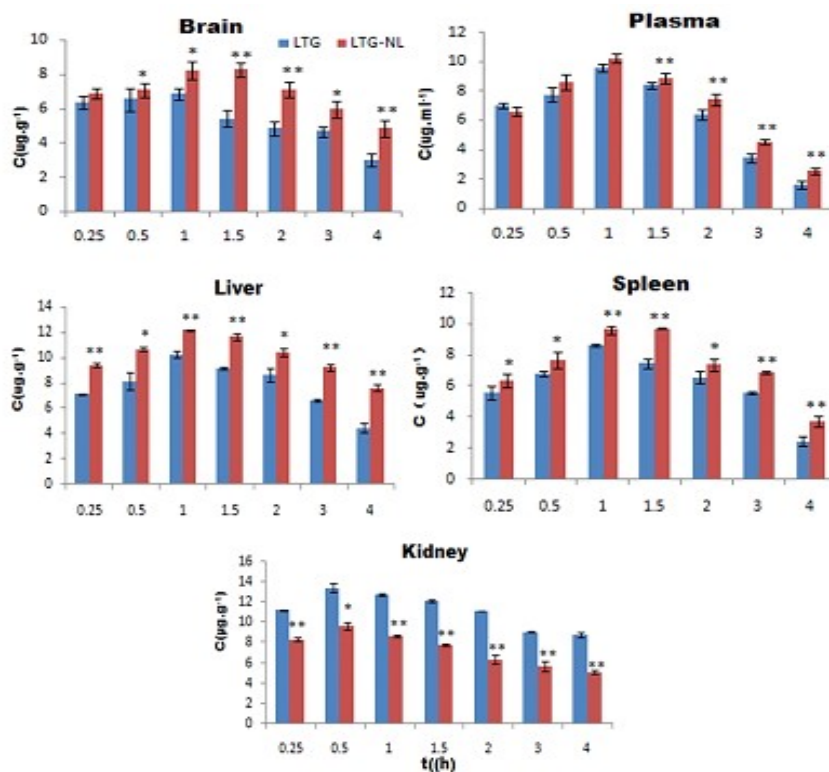 Brain
LTG LTG-NL
C(ug.g⁻¹)
10
8
6
4
2
0
* * ** ** * **
0.25 0.5 1 1.5 2 3 4
Plasma
C(ug.ml⁻¹)
12
10
8
6
4
2
0
** ** ** **
0.25 0.5 1 1.5 2 3 4
Liver
C(ug.g⁻¹)
14
12
10
8
6
4
2
0
** * ** ** * ** **
0.25 0.5 1 1.5 2 3 4
Spleen
C ( ug.g⁻¹)
12
10
8
6
4
2
0
* * ** ** * ** **
0.25 0.5 1 1.5 2 3 4
Kidney
C(µg.g⁻¹)
16
14
12
10
8
6
4
2
0
** * ** ** ** ** **
0.25 0.5 1 1.5 2 3 4
t((h)